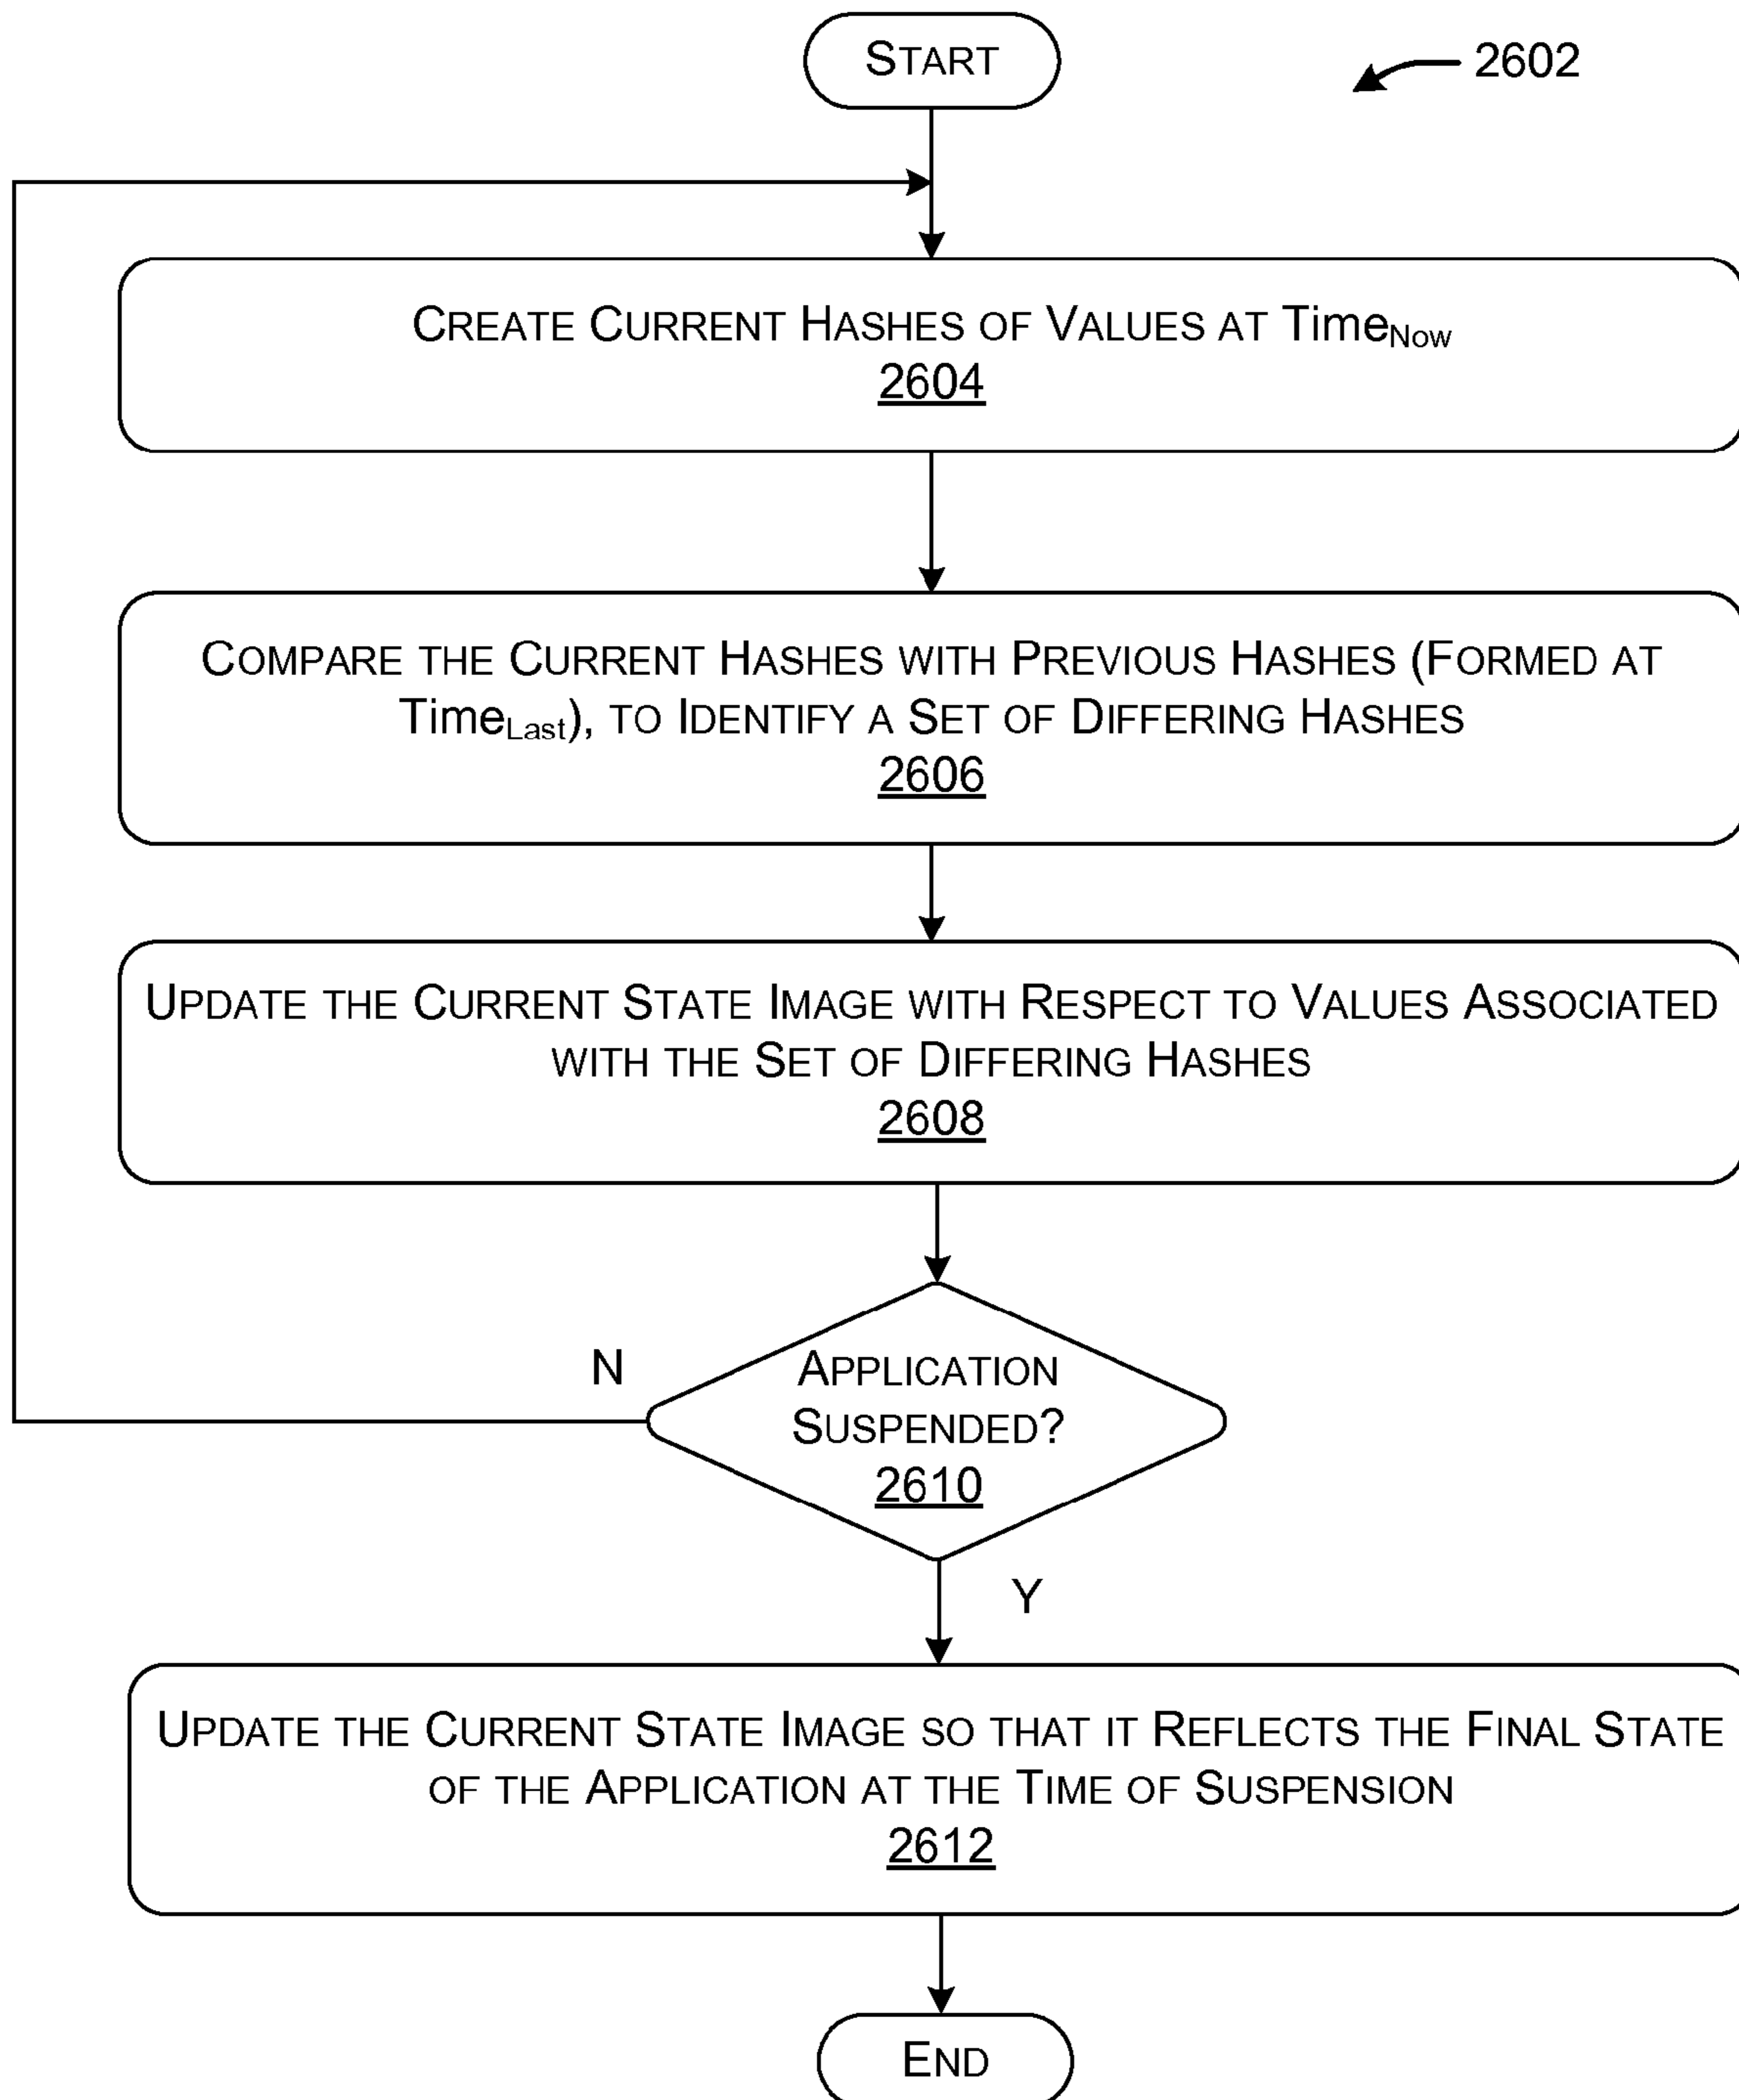 START
2602
CREATE CURRENT HASHES OF VALUES AT TimeNow
2604
COMPARE THE CURRENT HASHES WITH PREVIOUS HASHES (FORMED AT
TimeLast), TO IDENTIFY A SET OF DIFFERING HASHES
2606
UPDATE THE CURRENT STATE IMAGE WITH RESPECT TO VALUES ASSOCIATED
WITH THE SET OF DIFFERING HASHES
2608
N
APPLICATION
SUSPENDED?
2610
Y
UPDATE THE CURRENT STATE IMAGE SO THAT IT REFLECTS THE FINAL STATE
OF THE APPLICATION AT THE TIME OF SUSPENSION
2612
END